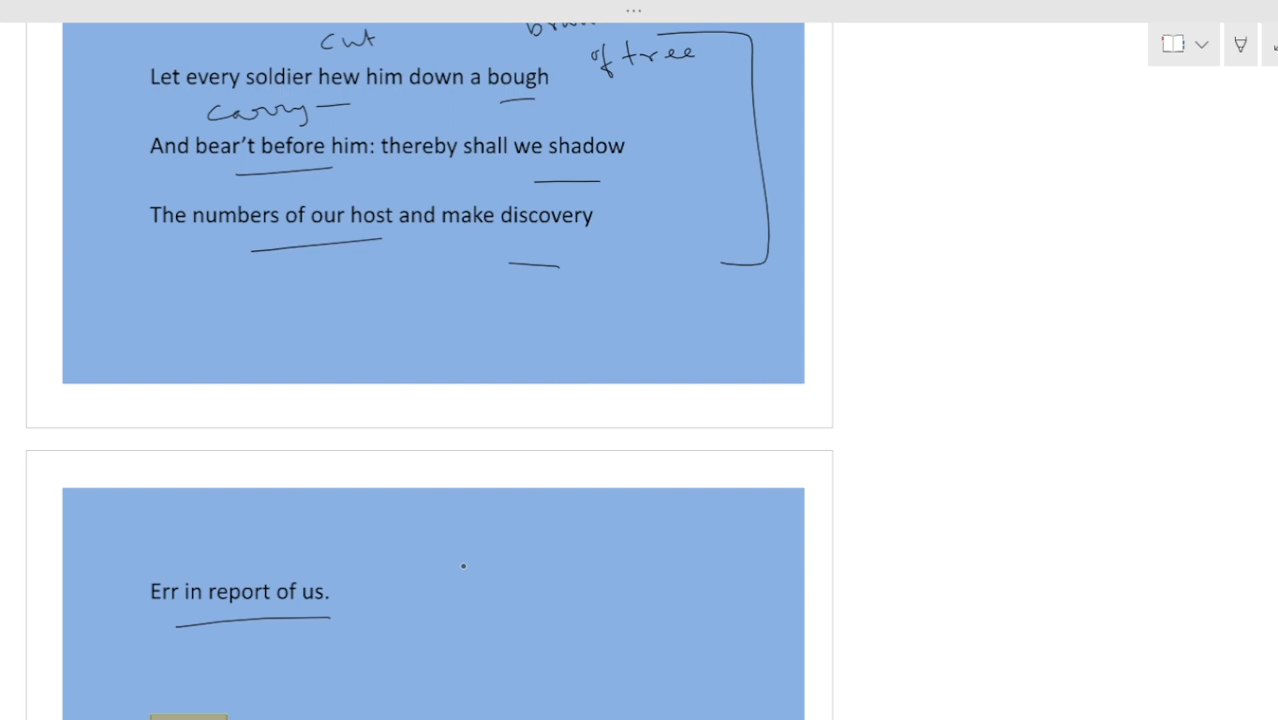 cut
of tree
Let every soldier hew him down a bough
carry
And bear’t before him: thereby shall we shadow
The numbers of our host and make discovery
Err in report of us.